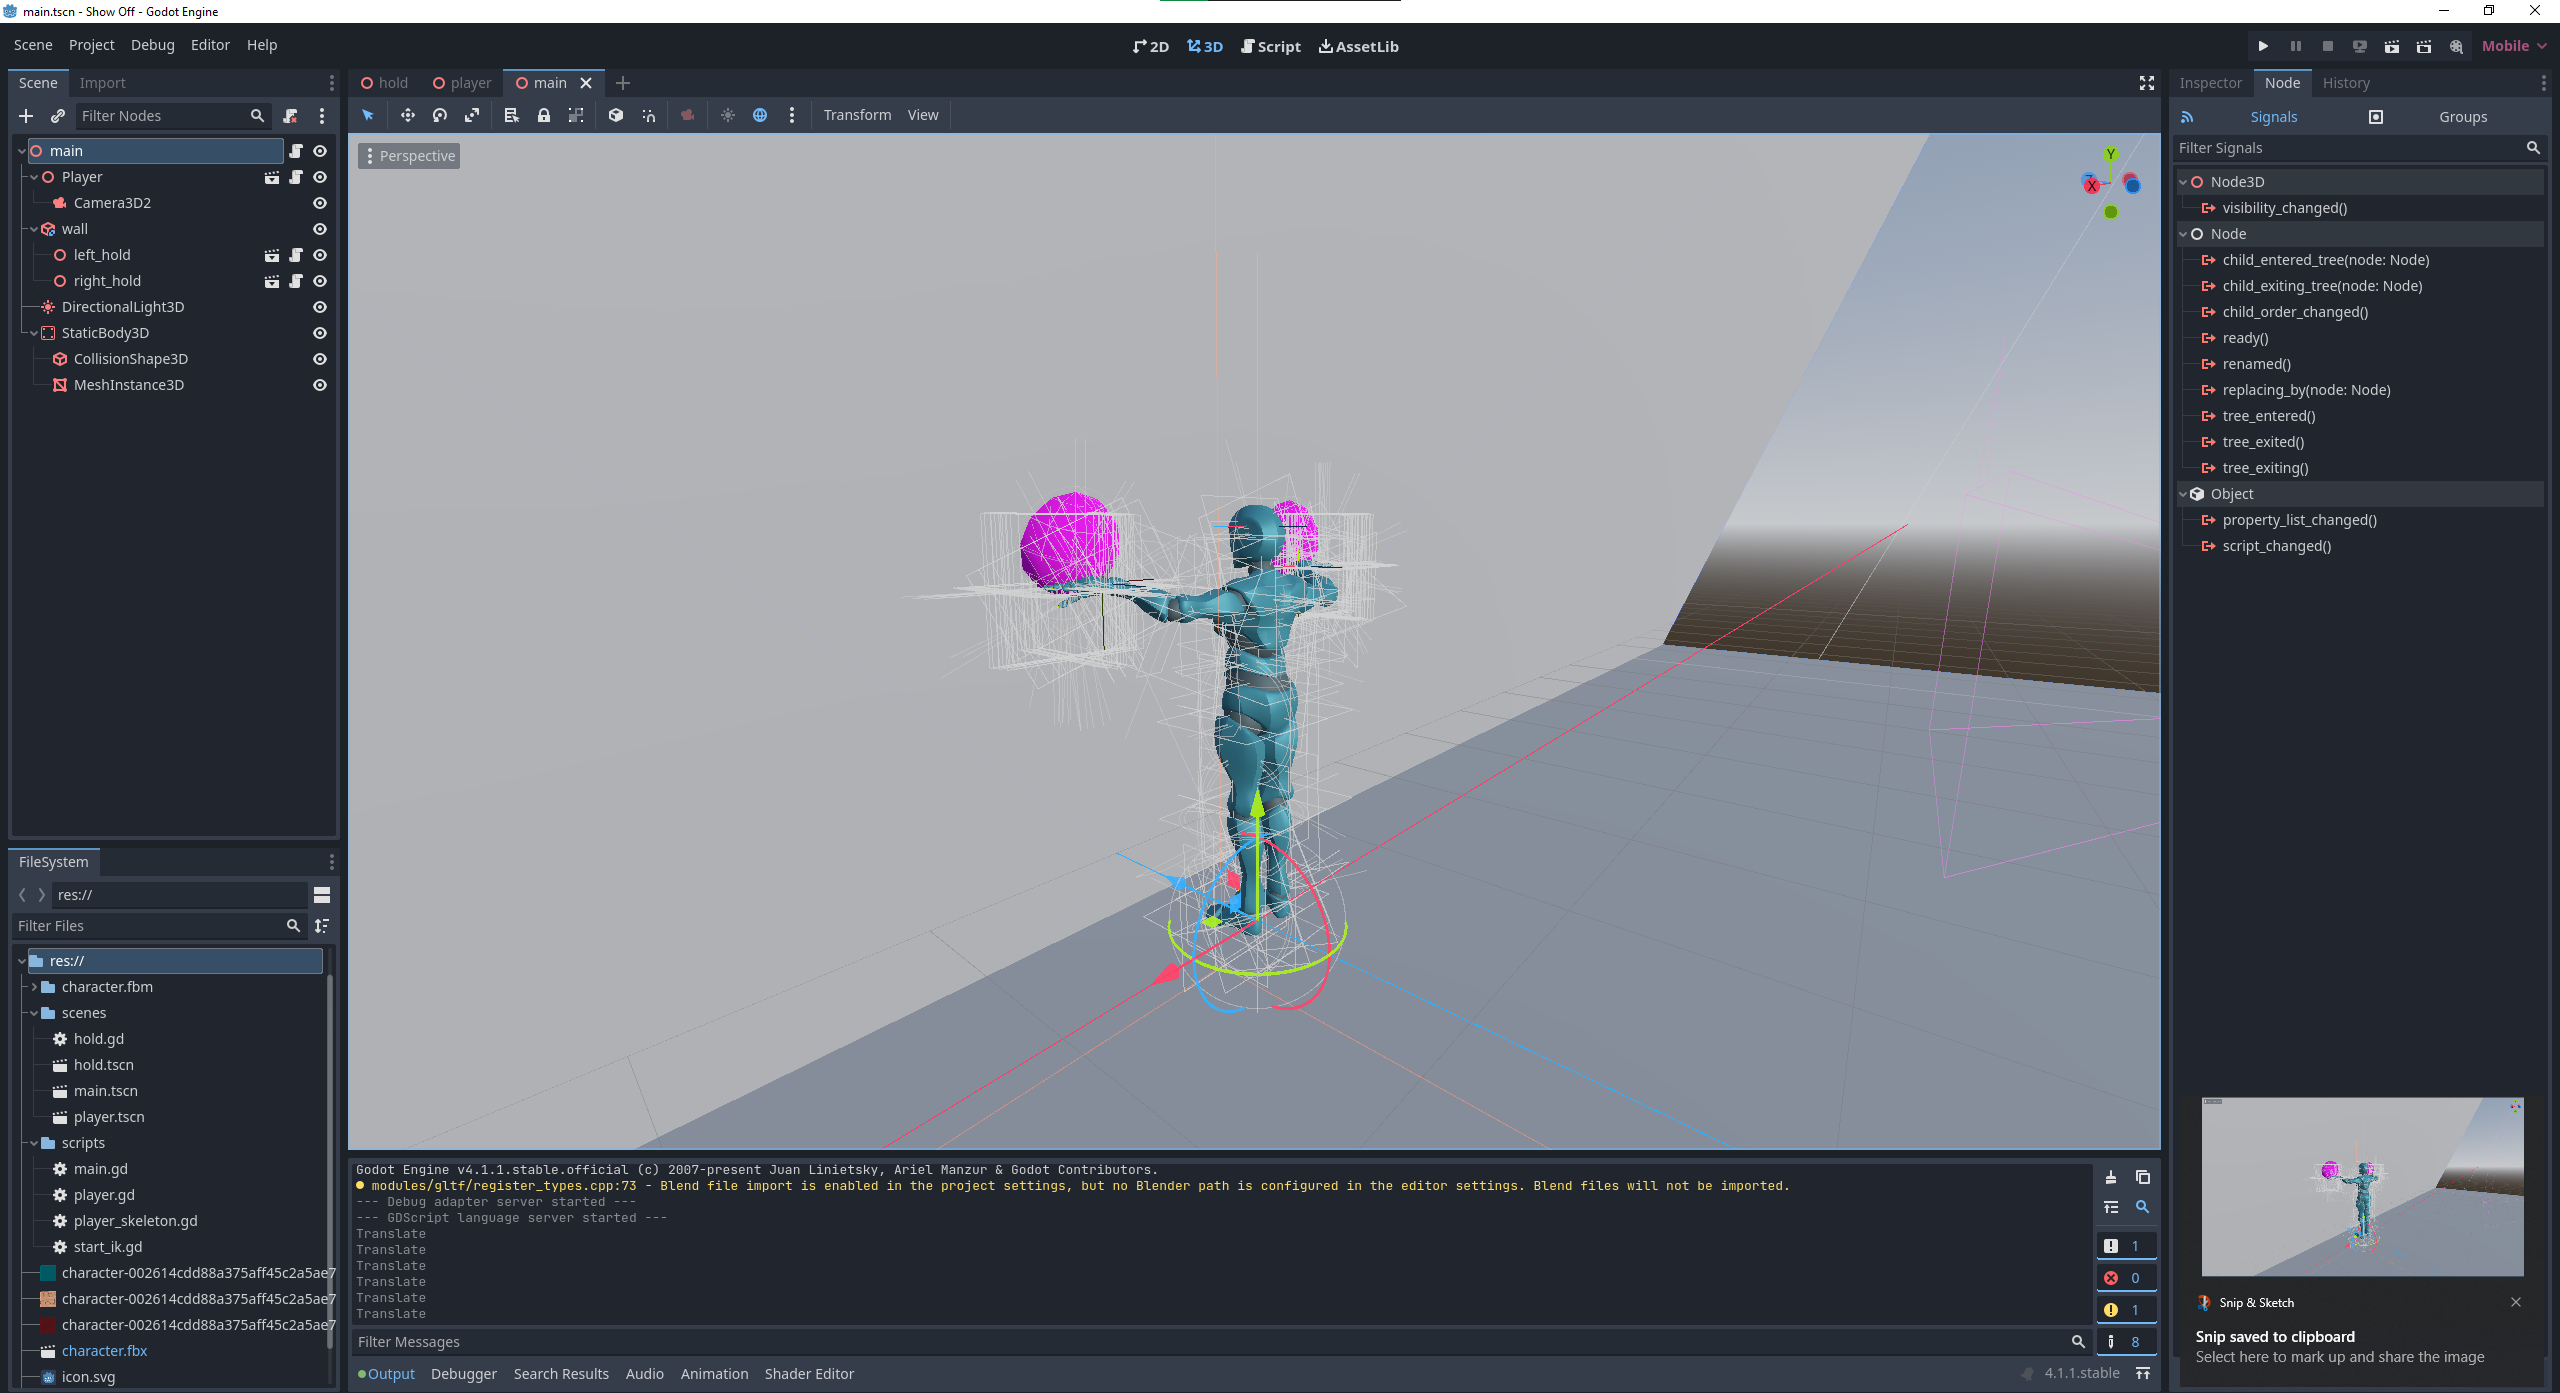 main.tscn - Show Off - Godot Engine
Scene Project Debug Editor Help
2D 3D Script AssetLib
Mobile
Scene Import
hold player main
Inspector Node History
Filter Nodes
Transform View
Signals Groups
Filter Signals
main
Player
Camera3D2
wall
left_hold
right_hold
DirectionalLight3D
StaticBody3D
CollisionShape3D
MeshInstance3D
Perspective
Y
Z
X
Node3D
visibility_changed()
Node
child_entered_tree(node: Node)
child_exiting_tree(node: Node)
child_order_changed()
ready()
renamed()
replacing_by(node: Node)
tree_entered()
tree_exited()
tree_exiting()
Object
property_list_changed()
script_changed()
FileSystem
res://
Filter Files
res://
character.fbm
scenes
hold.gd
hold.tscn
main.tscn
player.tscn
scripts
main.gd
player.gd
player_skeleton.gd
start_ik.gd
character-002614cdd88a375aff45c2a5ae7
character-002614cdd88a375aff45c2a5ae7
character-002614cdd88a375aff45c2a5ae7
character.fbx
icon.svg
Godot Engine v4.1.1.stable.official (c) 2007-present Juan Linietsky, Ariel Manzur & Godot Contributors.
modules/gltf/register_types.cpp:73 - Blend file import is enabled in the project settings, but no Blender path is configured in the editor settings. Blend files will not be imported.
--- Debug adapter server started ---
--- GDScript language server started ---
Translate
Translate
Translate
Translate
Translate
Translate
1
0
1
8
Filter Messages
Output Debugger Search Results Audio Animation Shader Editor
4.1.1.stable
Snip & Sketch
Snip saved to clipboard
Select here to mark up and share the image